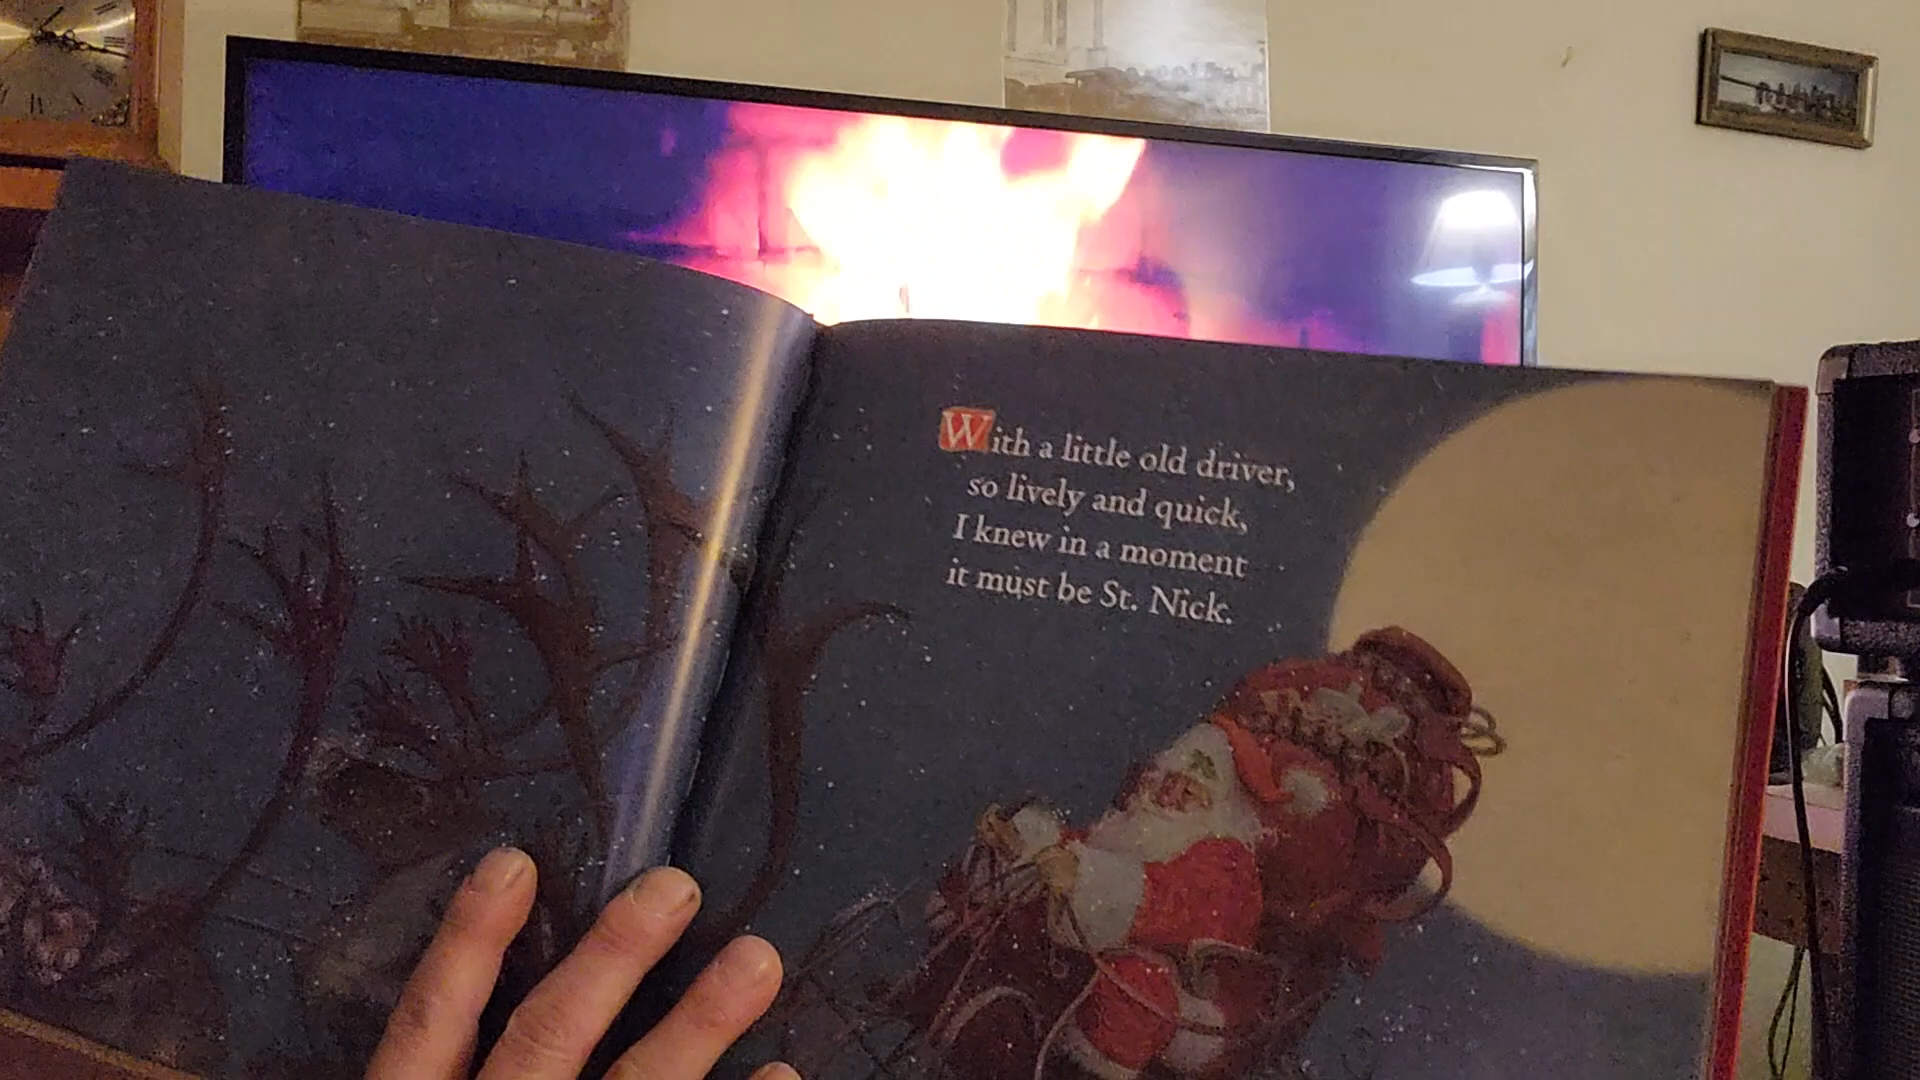 With a little old driver,
so lively and quick,
I knew in a moment
it must be St. Nick.